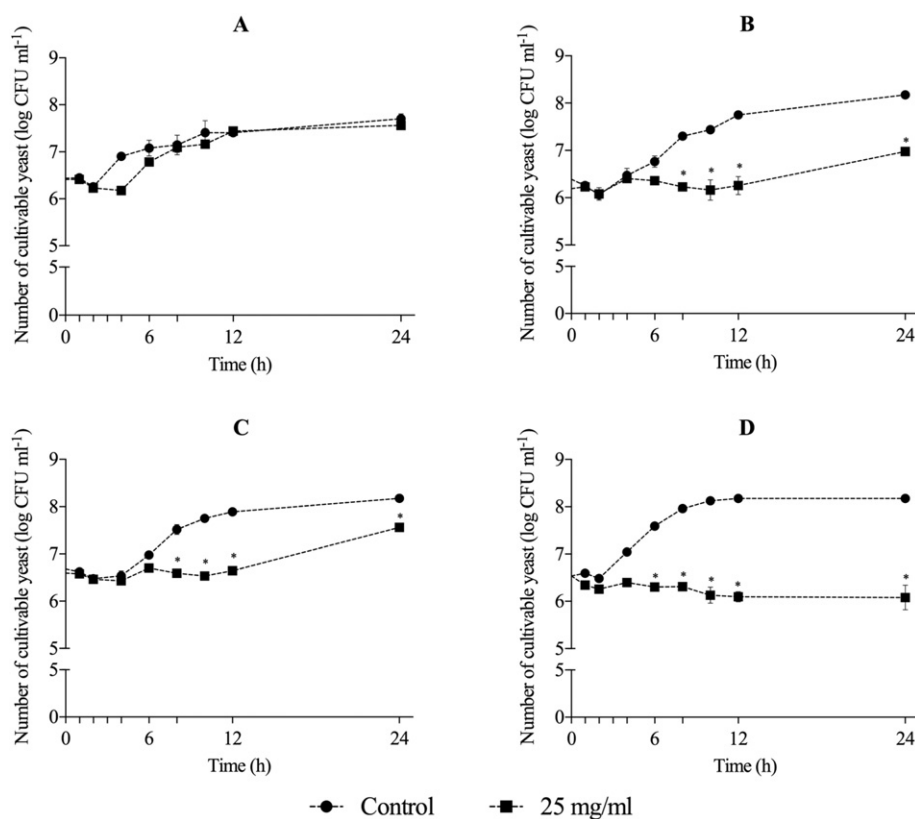 A
Number of cultivable yeast (log CFU ml⁻¹)
9
8
7
6
5
5
0
0 6 12 24
Time (h)
B
Number of cultivable yeast (log CFU ml⁻¹)
9
8
7
6
5
5
0
* * * *
0 6 12 24
Time (h)
C
Number of cultivable yeast (log CFU ml⁻¹)
9
8
7
6
5
5
0
* * * *
0 6 12 24
Time (h)
D
Number of cultivable yeast (log CFU ml⁻¹)
9
8
7
6
5
5
0
* * * * *
0 6 12 24
Time (h)
Control 25 mg/ml